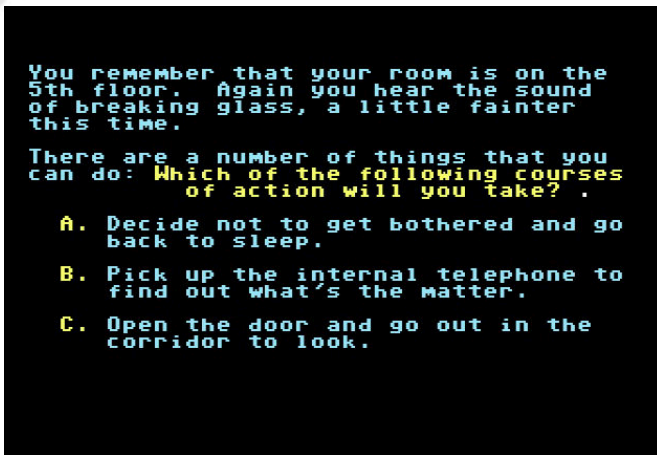 You remember that your room is on the
5th floor.  Again you hear the sound
of breaking glass, a little fainter
this time.
There are a number of things that you
can do: Which of the following courses
of action will you take? .
A. Decide not to get bothered and go
back to sleep.
B. Pick up the internal telephone to
find out what's the matter.
C. Open the door and go out in the
corridor to look.